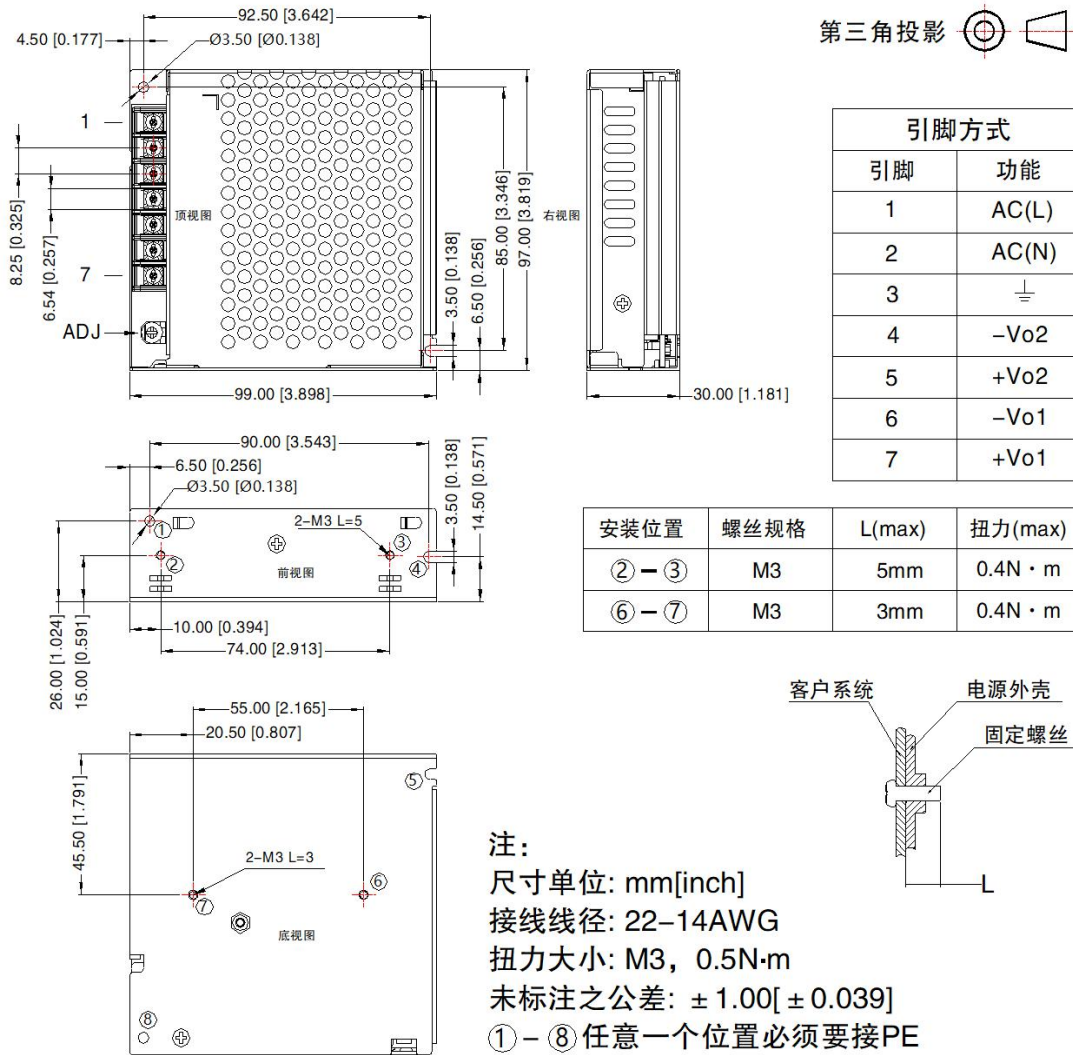 92.50 [3.642]
4.50 [0.177]
Ø3.50 [Ø0.138]
第三角投影
1
7
ADJ
8.25 [0.325]
6.54 [0.257]
顶视图
3.50 [0.138]
6.50 [0.256]
85.00 [3.346]
97.00 [3.819]
99.00 [3.898]
右视图
30.00 [1.181]
引脚方式
引脚 功能
1 AC(L)
2 AC(N)
3
4 −Vo2
5 +Vo2
6 −Vo1
7 +Vo1
90.00 [3.543]
6.50 [0.256]
Ø3.50 [Ø0.138]
2−M3 L=5
①
②
③
④
前视图
3.50 [0.138]
14.50 [0.571]
26.00 [1.024]
15.00 [0.591]
10.00 [0.394]
74.00 [2.913]
安装位置 螺丝规格 L(max) 扭力(max)
②−③ M3 5mm 0.4N·m
⑥−⑦ M3 3mm 0.4N·m
55.00 [2.165]
20.50 [0.807]
45.50 [1.791]
⑤
2−M3 L=3
⑥
⑦
底视图
⑧
客户系统
电源外壳
固定螺丝
L
注:
尺寸单位: mm[inch]
接线线径: 22−14AWG
扭力大小: M3, 0.5N·m
未标注之公差: ±1.00[±0.039]
①−⑧任意一个位置必须要接PE